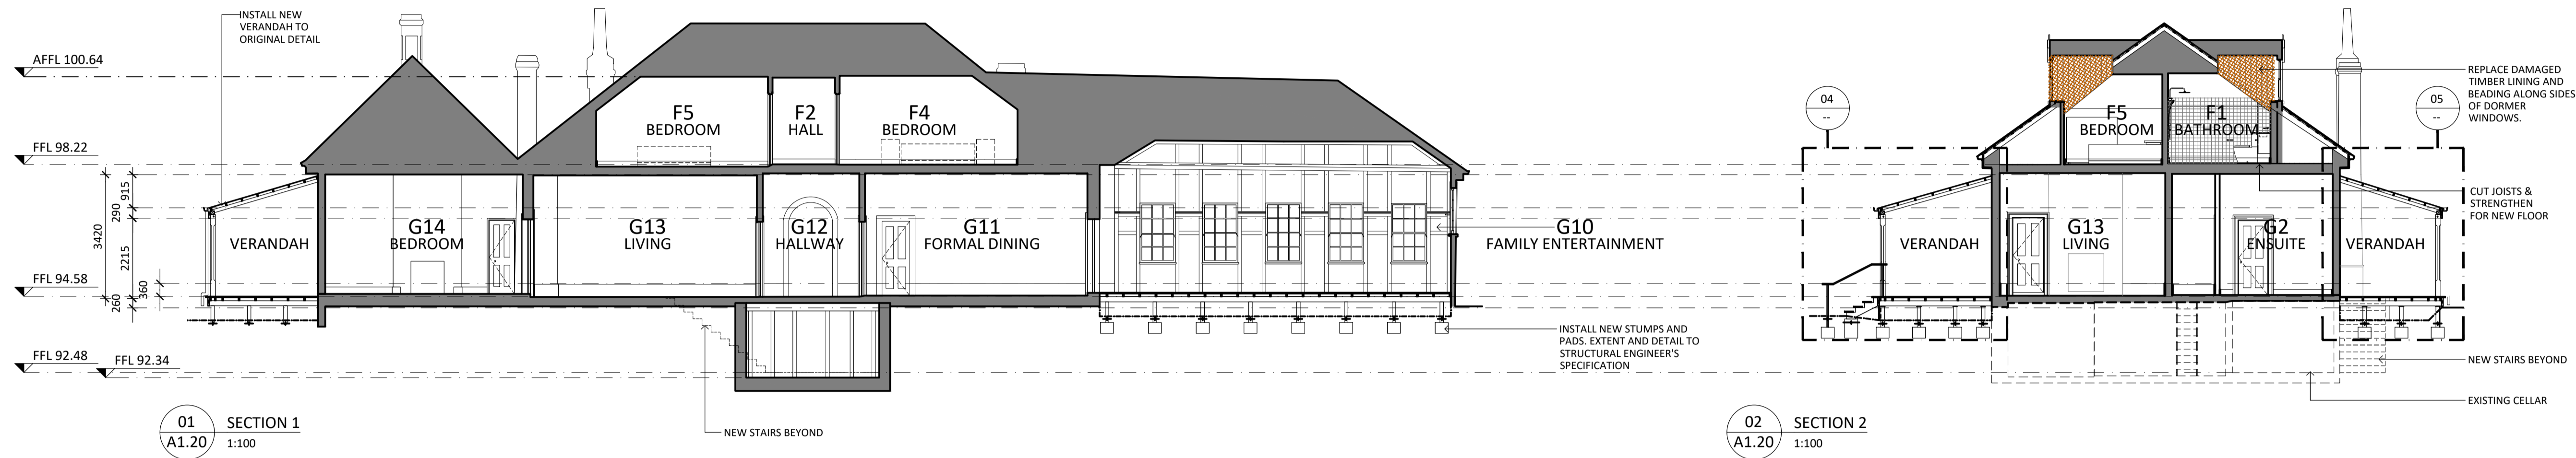 INSTALL NEW
VERANDAH TO
ORIGINAL DETAIL
AFFL 100.64
FFL 98.22
FFL 94.58
FFL 92.48
FFL 92.34
3420
915
290
2215
360
260
F5
BEDROOM
F2
HALL
F4
BEDROOM
VERANDAH
G14
BEDROOM
G13
LIVING
G12
HALLWAY
G11
FORMAL DINING
G10
FAMILY ENTERTAINMENT
INSTALL NEW STUMPS AND
PADS. EXTENT AND DETAIL TO
STRUCTURAL ENGINEER'S
SPECIFICATION
NEW STAIRS BEYOND
01
A1.20
SECTION 1
1:100
04
--
05
--
F5
BEDROOM
F1
BATHROOM
VERANDAH
G13
LIVING
G2
ENSUITE
VERANDAH
REPLACE DAMAGED
TIMBER LINING AND
BEADING ALONG SIDES
OF DORMER
WINDOWS.
CUT JOISTS &
STRENGTHEN
FOR NEW FLOOR
NEW STAIRS BEYOND
EXISTING CELLAR
02
A1.20
SECTION 2
1:100